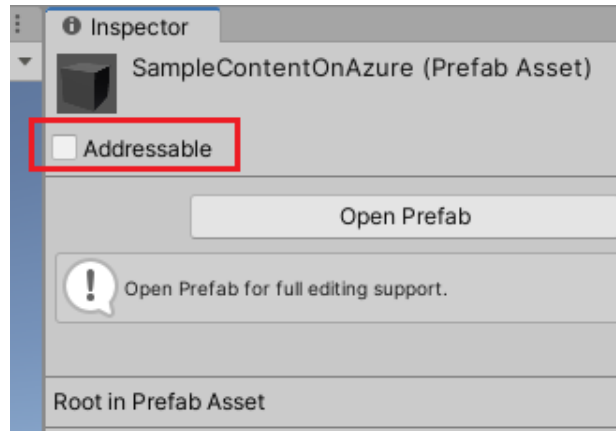 Inspector
SampleContentOnAzure (Prefab Asset)
Addressable
Open Prefab
Open Prefab for full editing support.
Root in Prefab Asset